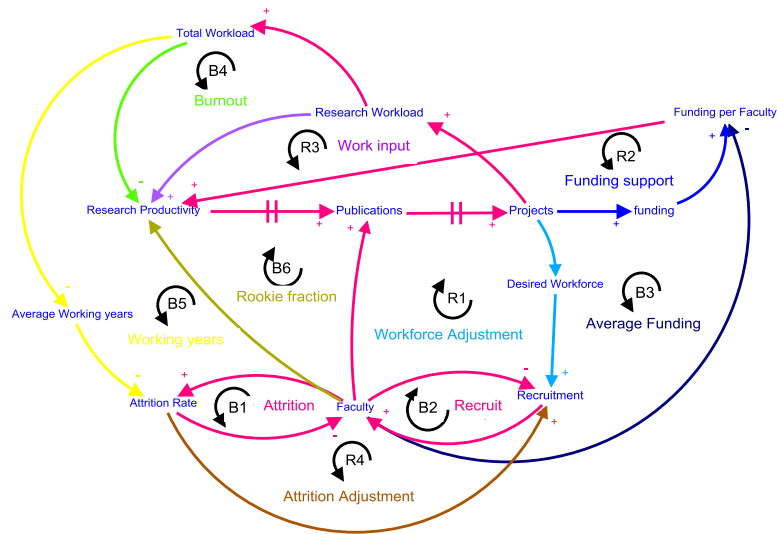 +
Total Workload
B4
Burnout
Research Workload
+
Funding per Faculty
-
+
R3
Work input
R2
Funding support
-
+
+
Research Productivity
+
Publications
+
+
Projects
+
funding
B6
Rookie fraction
Desired Workforce
-
Average Working years
B5
Working years
R1
Workforce Adjustment
B3
Average Funding
-
+
-
+
Attrition Rate
B1
Attrition
Faculty
+
B2
Recruit
Recruitment
+
-
R4
Attrition Adjustment